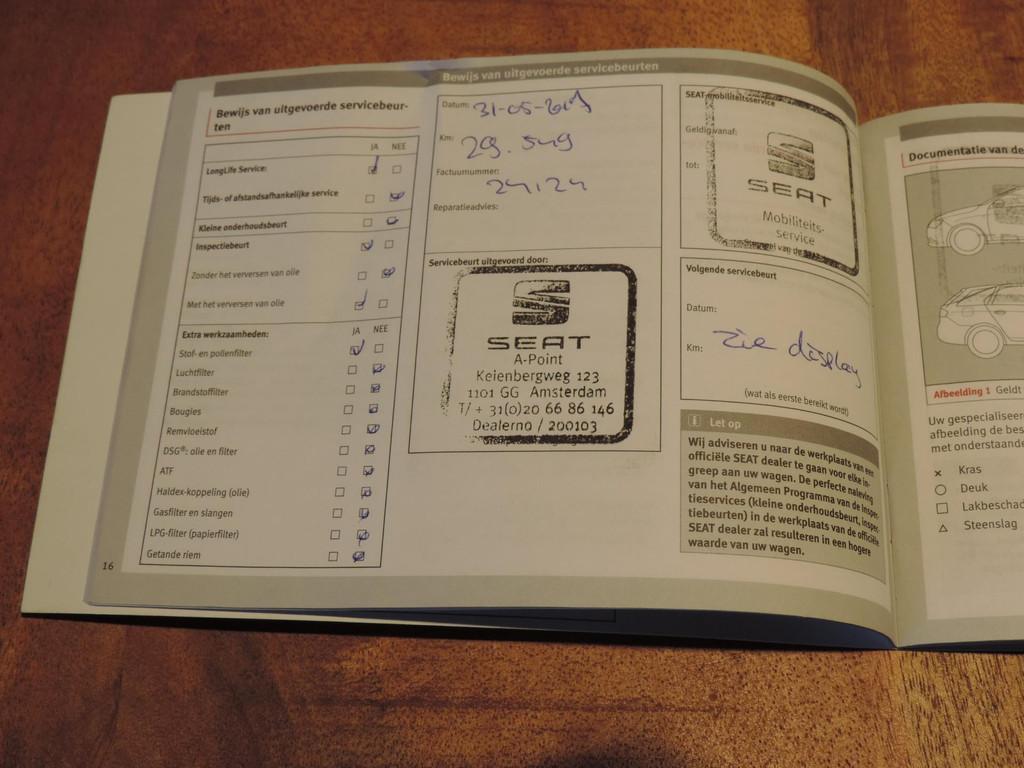 Bewijs van uitgevoerde servicebeurten
Bewijs van uitgevoerde servicebeur-
ten
JA NEE
LongLife Service:
Tijds- of afstandsafhankelijke service
Kleine onderhoudsbeurt
Inspectiebeurt
Zonder het verversen van olie
Met het verversen van olie
Extra werkzaamheden: JA NEE
Stof- en pollenfilter
Luchtfilter
Brandstoffilter
Bougies
Remvloeistof
DSG®: olie en filter
ATF
Haldex-koppeling (olie)
Gasfilter en slangen
LPG-filter (papierfilter)
Getande riem
16
Datum: 31-05-
Km: 29.549
Factuurnummer:
24124
Reparatieadvies:
Servicebeurt uitgevoerd door:
SEAT
A-Point
Keienbergweg 123
1101 GG Amsterdam
T/ + 31(0)20 66 86 146
Dealerno / 200103
SEAT-mobiliteitsservice
Geldig vanaf:
tot:
SEAT
Mobiliteits-
service
Volgende servicebeurt
Datum:
Km: zie display
(wat als eerste bereikt wordt)
i Let op
Wij adviseren u naar de werkplaats van een
officiële SEAT dealer te gaan voor elke in-
greep aan uw wagen. De perfecte naleving
van het Algemeen Programma van de Inspec-
tieservices (kleine onderhoudsbeurt, inspec-
tiebeurten) in de werkplaats van de officiële
SEAT dealer zal resulteren in een hogere
waarde van uw wagen.
Documentatie van de
Afbeelding 1 Geldt
Uw gespecialiseer
afbeelding de bes
met onderstaande
× Kras
○ Deuk
□ Lakbeschad
△ Steenslag